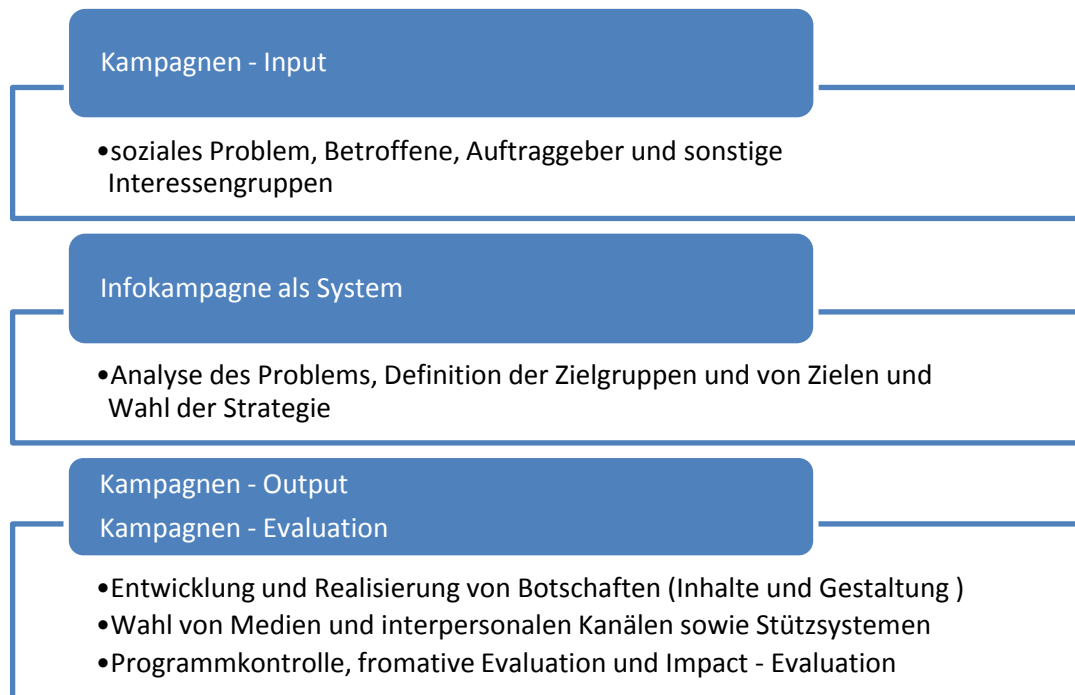 Kampagnen - Input
•soziales Problem, Betroffene, Auftraggeber und sonstige
Interessengruppen
Infokampagne als System
•Analyse des Problems, Definition der Zielgruppen und von Zielen und
Wahl der Strategie
Kampagnen - Output
Kampagnen - Evaluation
•Entwicklung und Realisierung von Botschaften (Inhalte und Gestaltung )
•Wahl von Medien und interpersonalen Kanälen sowie Stützsystemen
•Programmkontrolle, fromative Evaluation und Impact - Evaluation